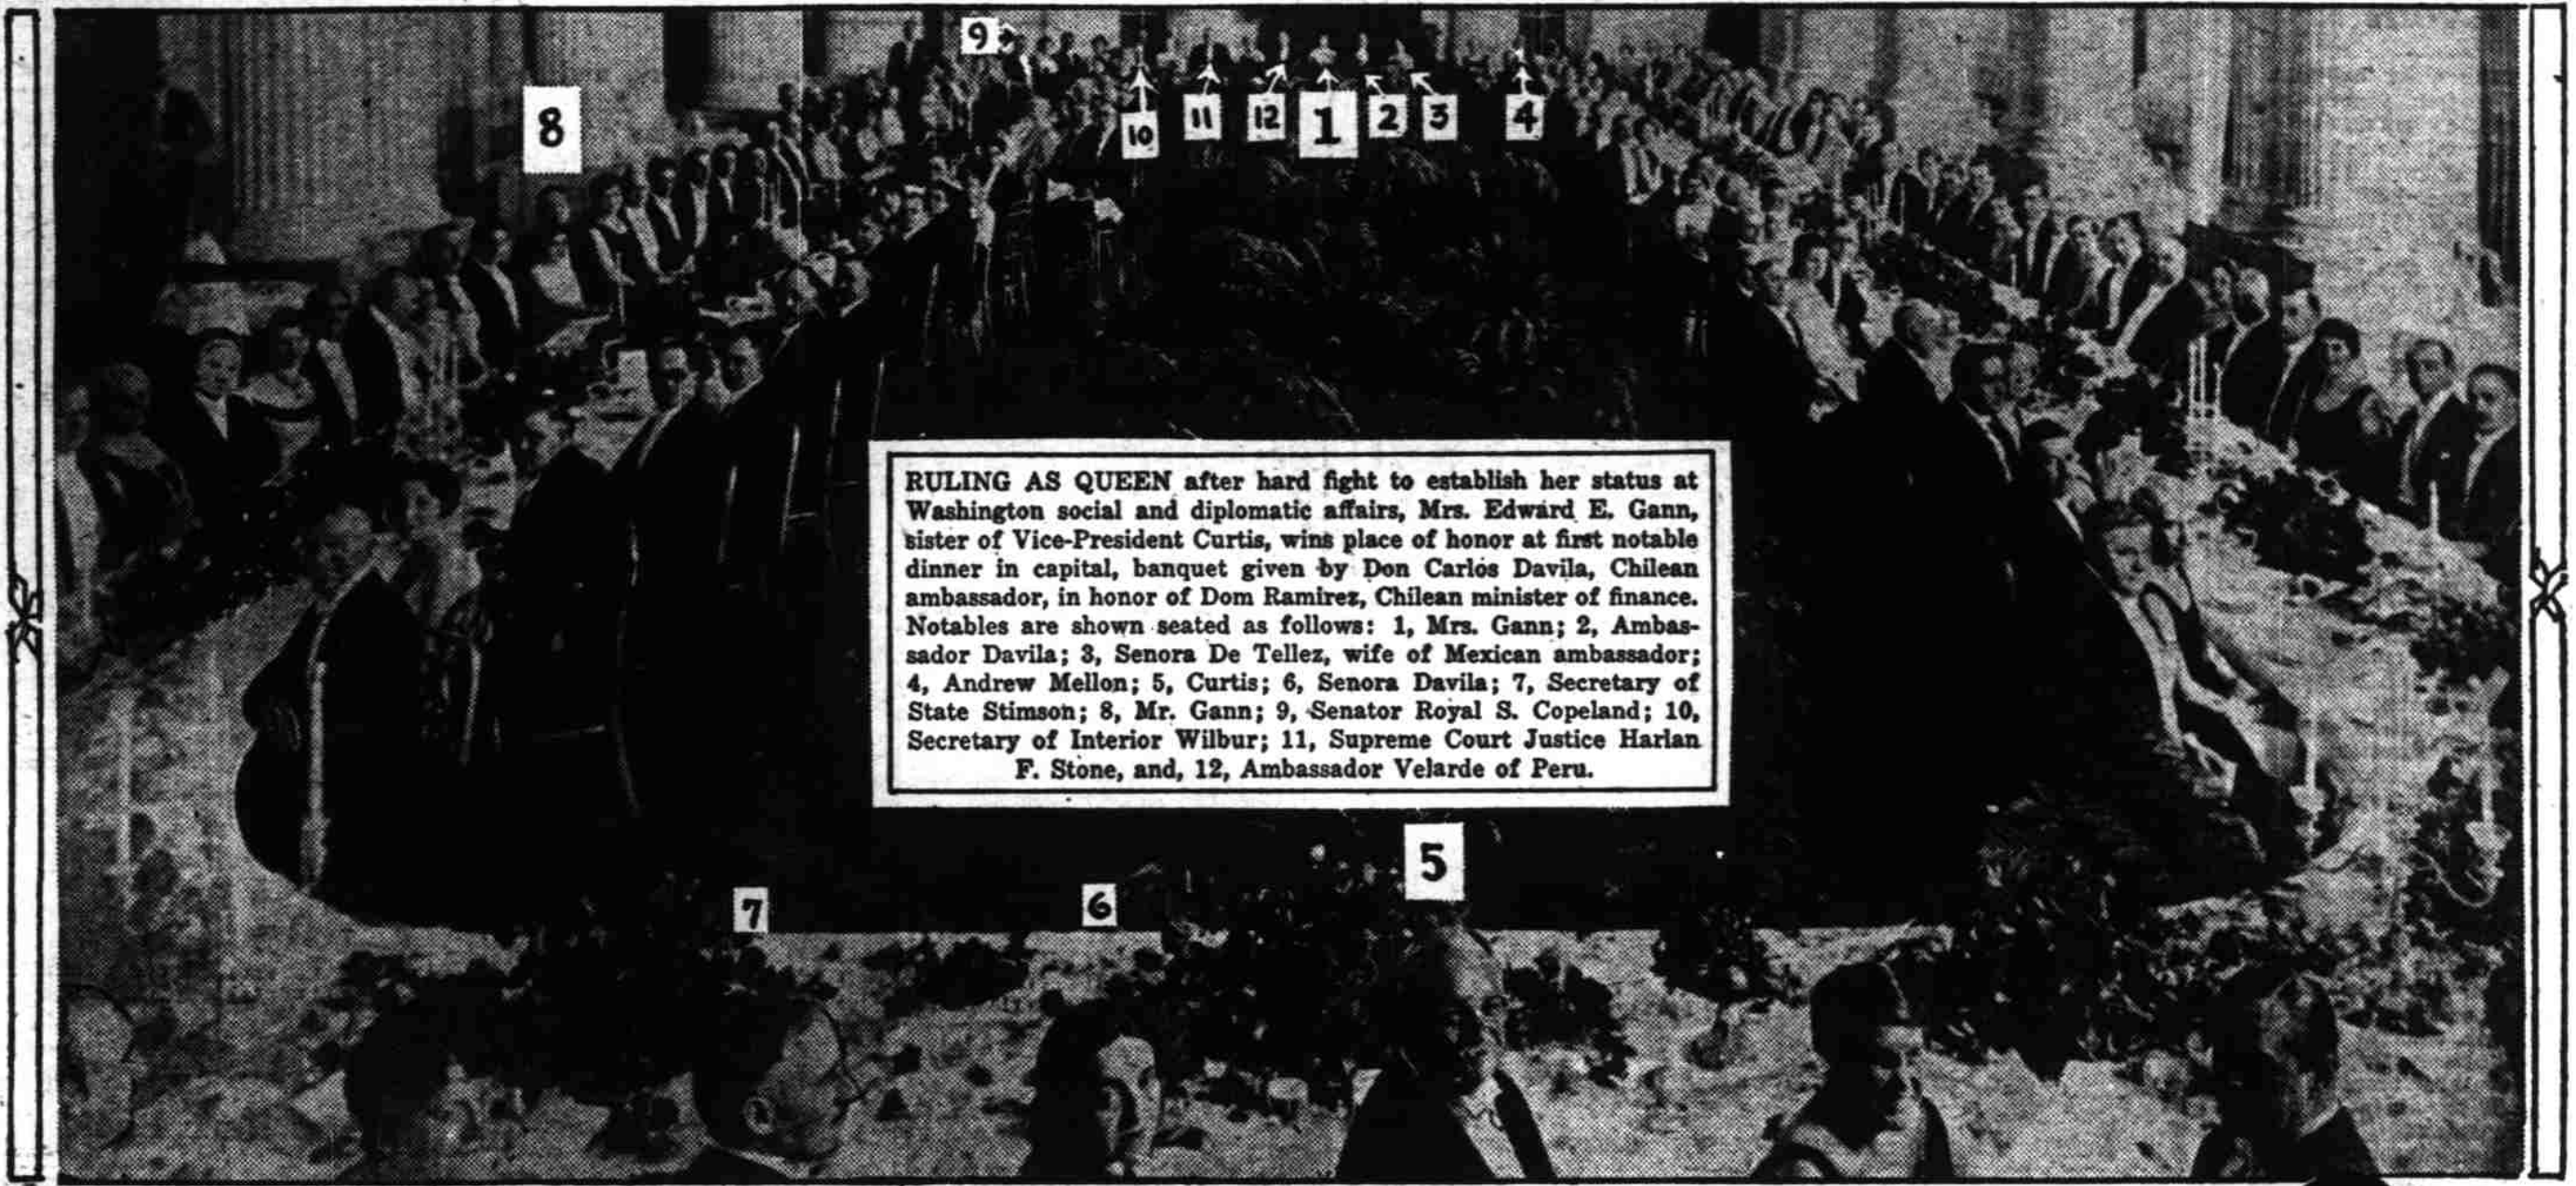 9
8
10 11 12 1 2 3 4
RULING AS QUEEN after hard fight to establish her status at
Washington social and diplomatic affairs, Mrs. Edward E. Gann,
sister of Vice-President Curtis, wins place of honor at first notable
dinner in capital, banquet given by Don Carlos Davila, Chilean
ambassador, in honor of Dom Ramirez, Chilean minister of finance.
Notables are shown seated as follows: 1, Mrs. Gann; 2, Ambas-
sador Davila; 3, Senora De Tellez, wife of Mexican ambassador;
4, Andrew Mellon; 5, Curtis; 6, Senora Davila; 7, Secretary of
State Stimson; 8, Mr. Gann; 9, Senator Royal S. Copeland; 10,
Secretary of Interior Wilbur; 11, Supreme Court Justice Harlan
F. Stone, and, 12, Ambassador Velarde of Peru.
5
7 6